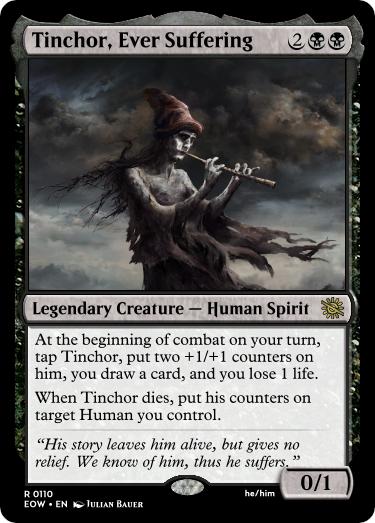 Tinchor, Ever Suffering 2
Legendary Creature — Human Spirit
At the beginning of combat on your turn,
tap Tinchor, put two +1/+1 counters on
him, you draw a card, and you lose 1 life.
When Tinchor dies, put his counters on
target Human you control.
“His story leaves him alive, but gives no
relief. We know of him, thus he suffers.”
0/1
R 0110
he/him
EOW • EN Julian Bauer